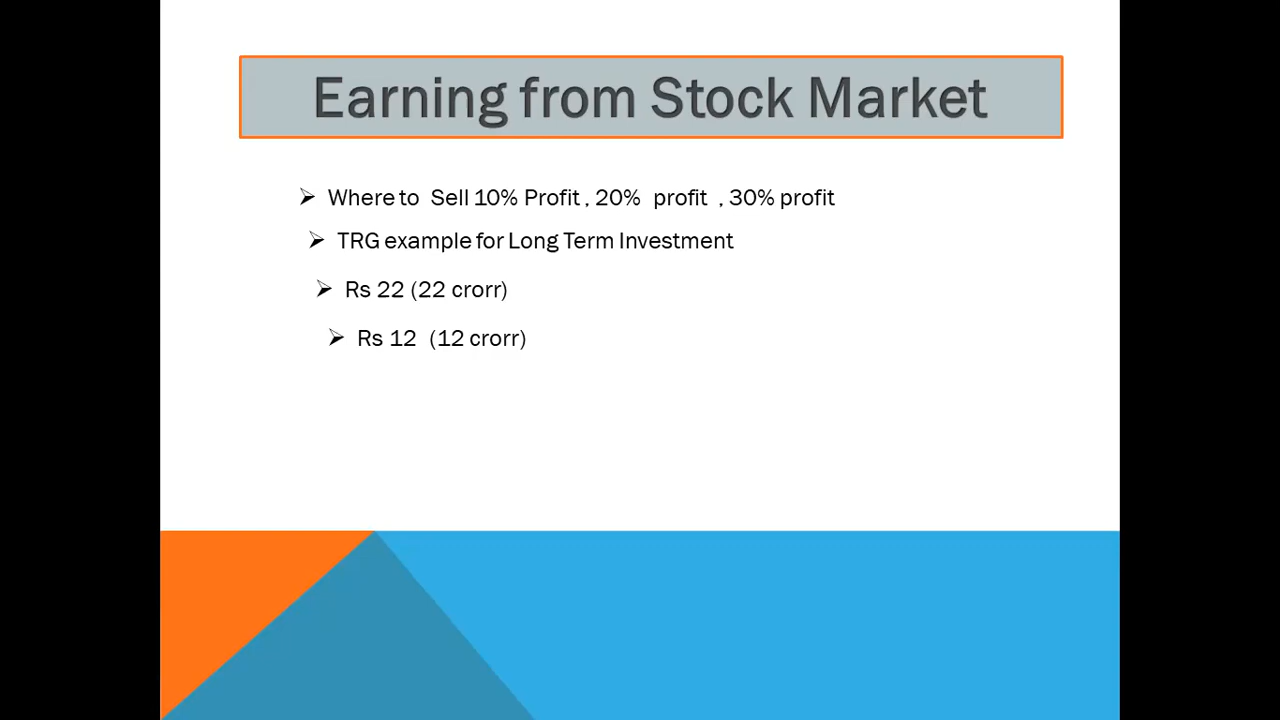 Earning from Stock Market
➢ Where to Sell 10% Profit , 20% profit , 30% profit
➢ TRG example for Long Term Investment
➢ Rs 22 (22 crorr)
➢ Rs 12 (12 crorr)